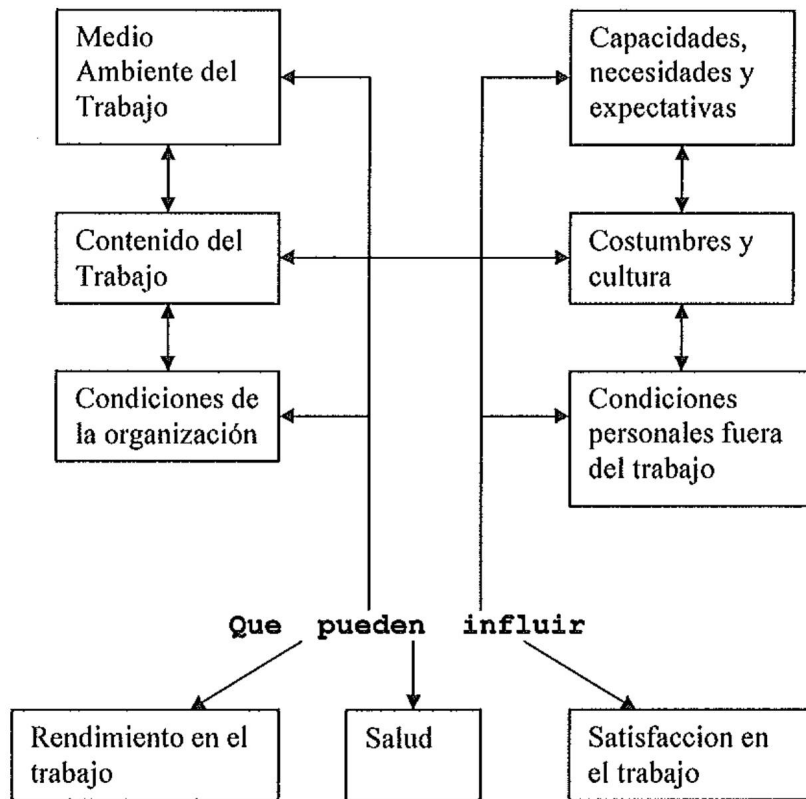 Medio
Ambiente del
Trabajo
Capacidades,
necesidades y
expectativas
Contenido del
Trabajo
Costumbres y
cultura
Condiciones de
la organización
Condiciones
personales fuera
del trabajo
Que pueden influir
Rendimiento en el
trabajo
Salud
Satisfaccion en
el trabajo